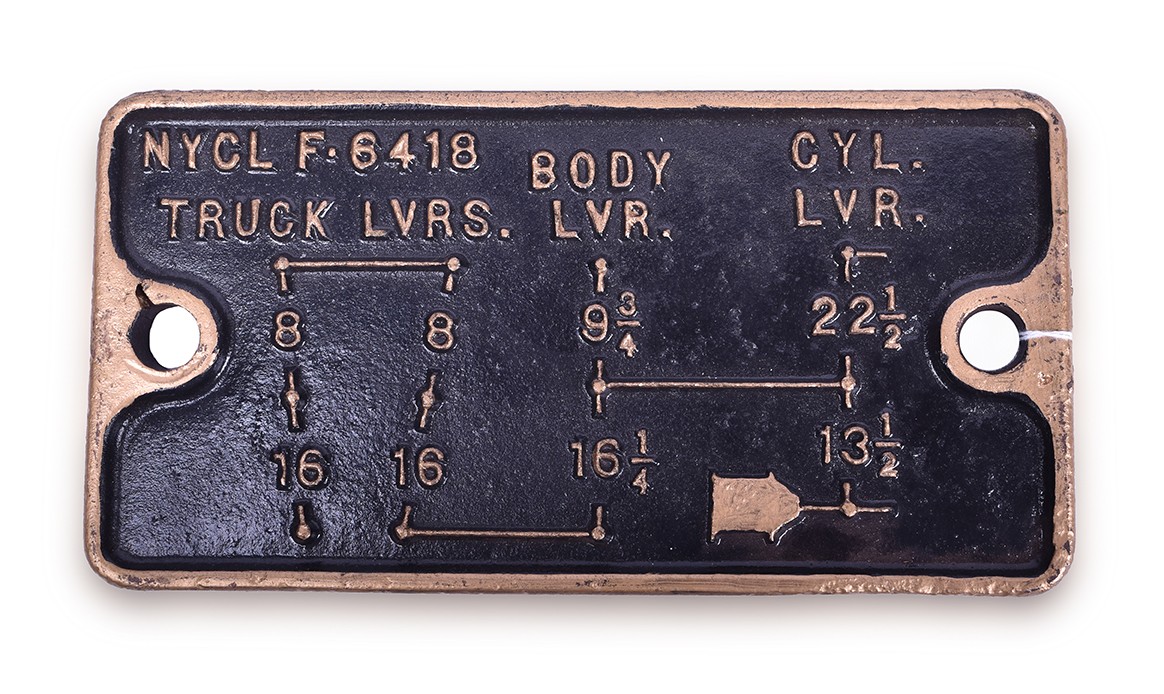 NYCL F·6418 BODY CYL.
TRUCK LVRS. LVR. LVR.
8 8 9 3/4 22 1/2
16 16 16 1/4 13 1/2